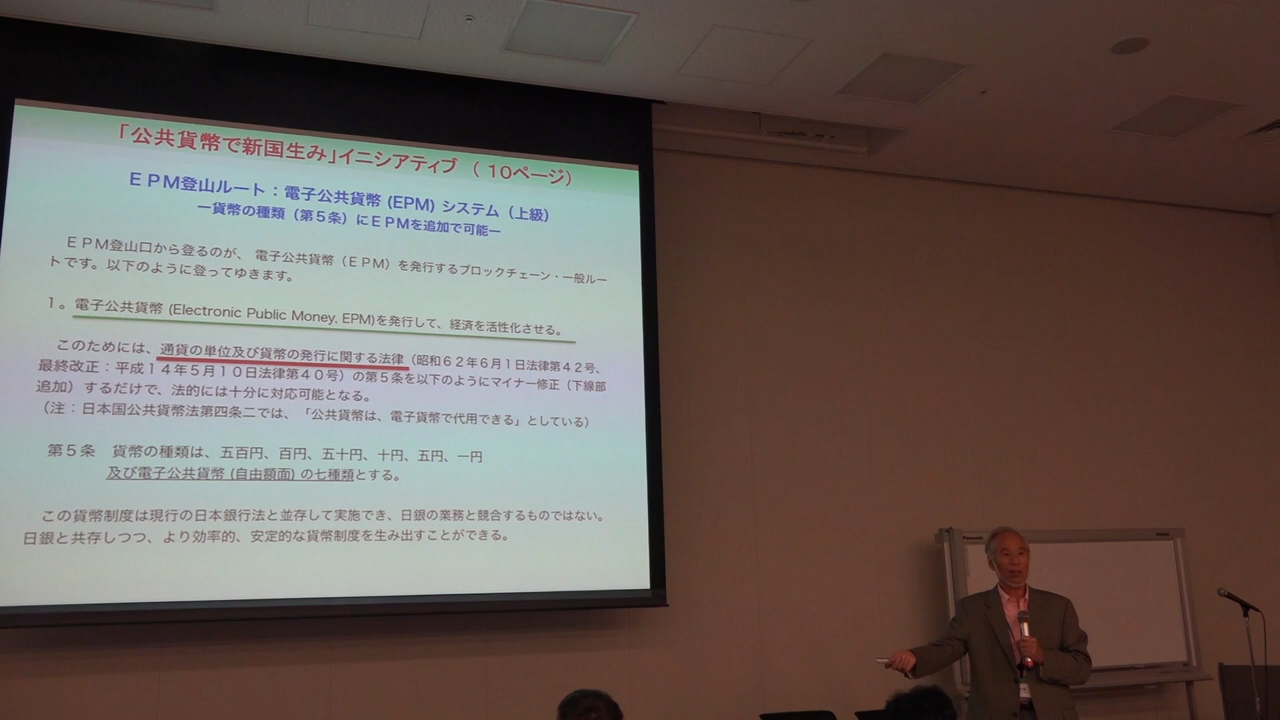 「公共貨幣で新国生み」イニシアティブ （10ページ）
ＥＰＭ登山ルート：電子公共貨幣 (EPM) システム（上級）
ー貨幣の種類（第５条）にＥＰＭを追加で可能ー
ＥＰＭ登山口から登るのが、 電子公共貨幣（ＥＰＭ）を発行するブロックチェーン・一般ルー
トです。以下のように登ってゆきます。
１。電子公共貨幣 (Electronic Public Money, EPM)を発行して、経済を活性化させる。
このためには、通貨の単位及び貨幣の発行に関する法律（昭和６２年６月１日法律第４２号、
最終改正：平成１４年５月１０日法律第４０号）の第５条を以下のようにマイナー修正（下線部
追加）するだけで、法的には十分に対応可能となる。
（注：日本国公共貨幣法第四条二では、「公共貨幣は、電子貨幣で代用できる」としている）
第５条　貨幣の種類は、五百円、百円、五十円、十円、五円、一円
及び電子公共貨幣 (自由額面) の七種類とする。
この貨幣制度は現行の日本銀行法と並存して実施でき、日銀の業務と競合するものではない。
日銀と共存しつつ、より効率的、安定的な貨幣制度を生み出すことができる。
Panasonic